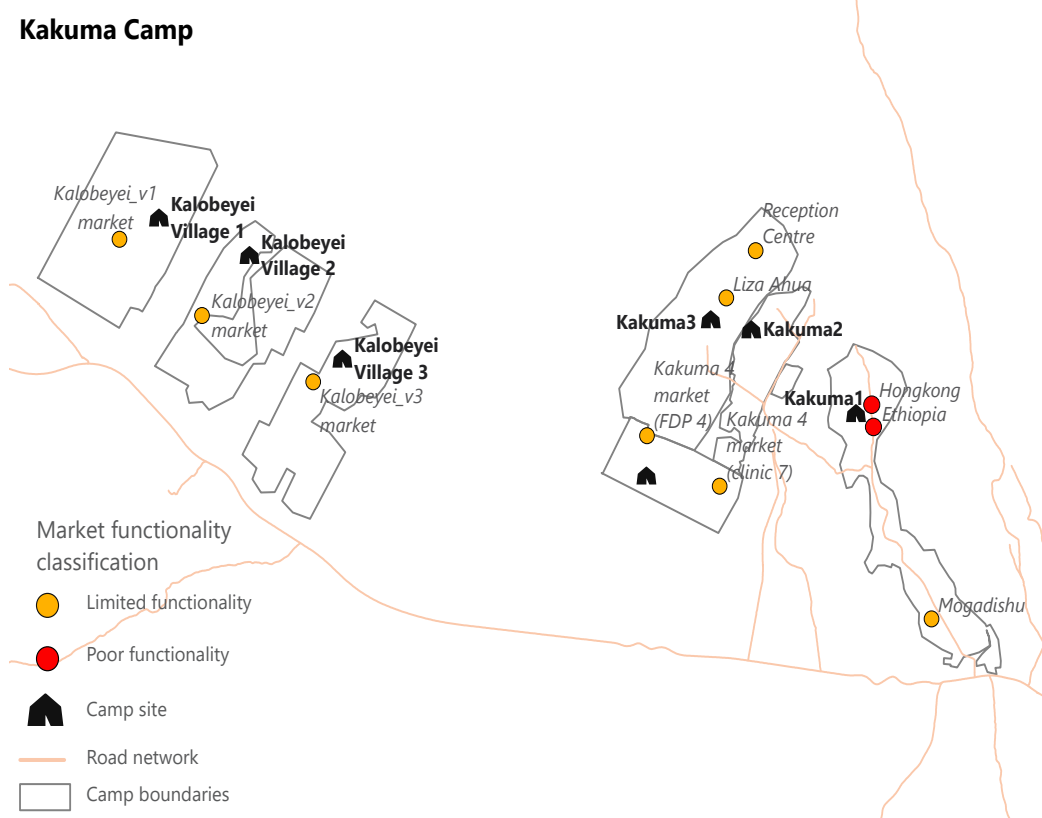 Kakuma Camp
Kalobeyei_v1
market
Kalobeyei
Village 1
Kalobeyei
Village 2
Kalobeyei_v2
market
Kalobeyei
Village 3
Kalobeyei_v3
market
Reception
Centre
Liza Ahua
Kakuma3
Kakuma2
Kakuma 4
market
(FDP 4)
Kakuma 4
market
(clinic 7)
Kakuma1
Hongkong
Ethiopia
Mogadishu
Market functionality
classification
Limited functionality
Poor functionality
Camp site
Road network
Camp boundaries